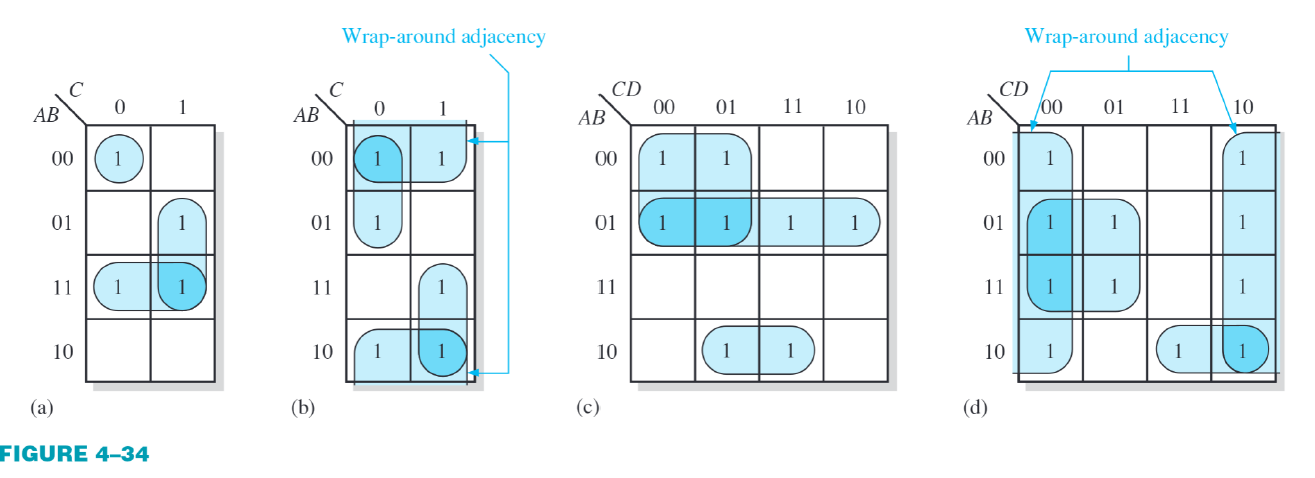 Wrap-around adjacency Wrap-around adjacency
C C CD CD
AB 0 1 AB 0 1 AB 00 01 11 10 AB 00 01 11 10
00 1 00 1 1 00 1 1 00 1 1
01 1 01 1 01 1 1 1 1 01 1 1 1
11 1 1 11 1 11 11 1 1 1
10 10 1 1 10 1 1 10 1 1 1
(a) (b) (c) (d)
FIGURE 4–34